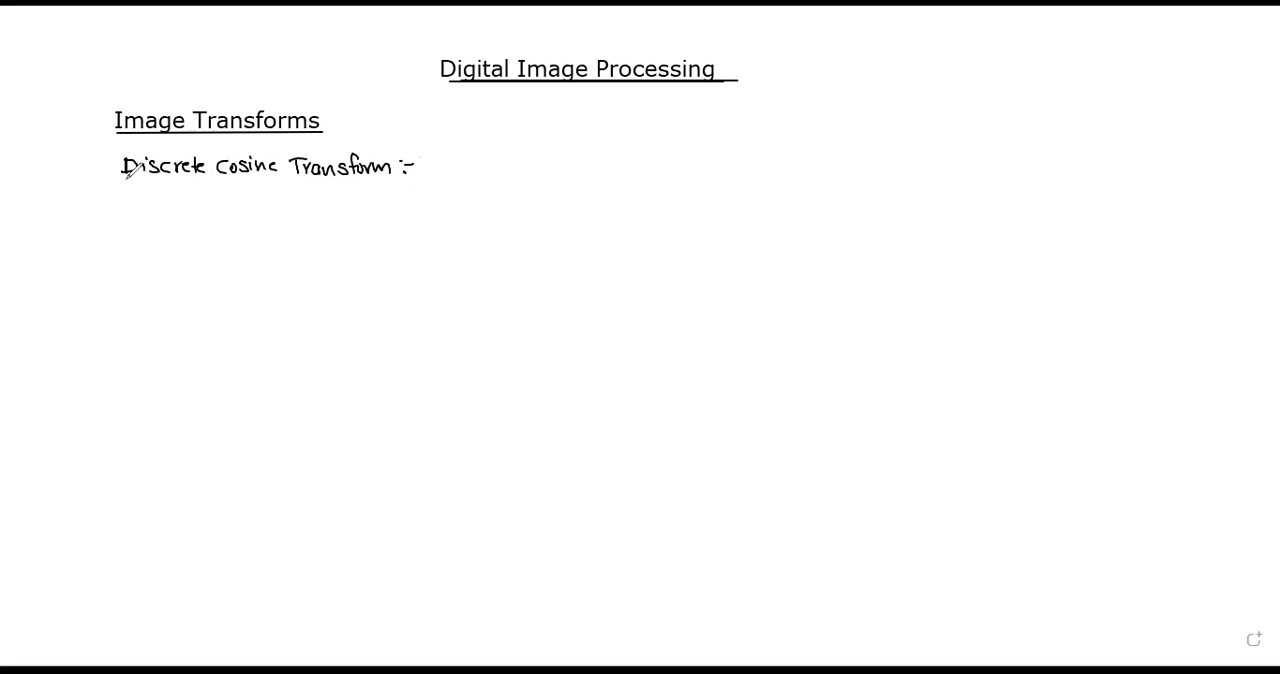 Digital Image Processing
Image Transforms
Discrete Cosine Transform :-